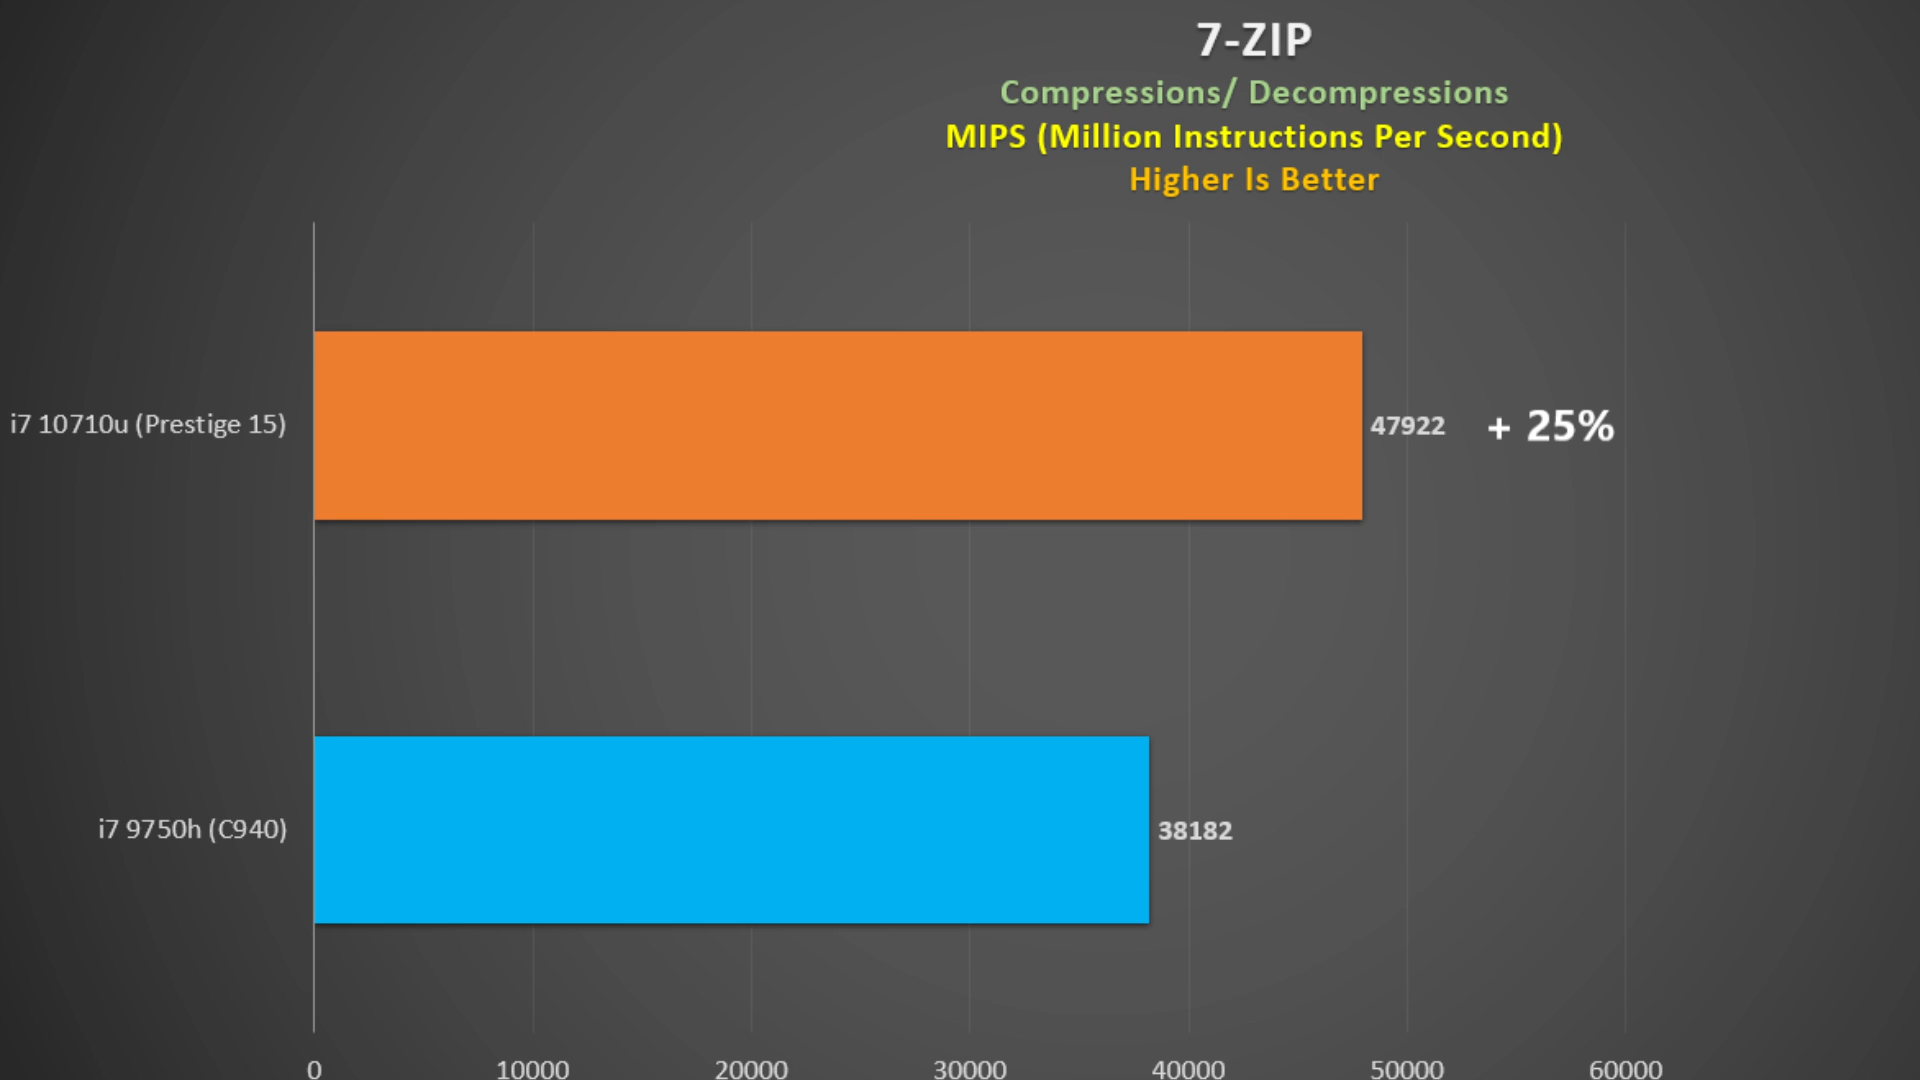 7-ZIP
Compressions/ Decompressions
MIPS (Million Instructions Per Second)
Higher Is Better
i7 10710u (Prestige 15)
47922
+ 25%
i7 9750h (C940)
38182
0 10000 20000 30000 40000 50000 60000